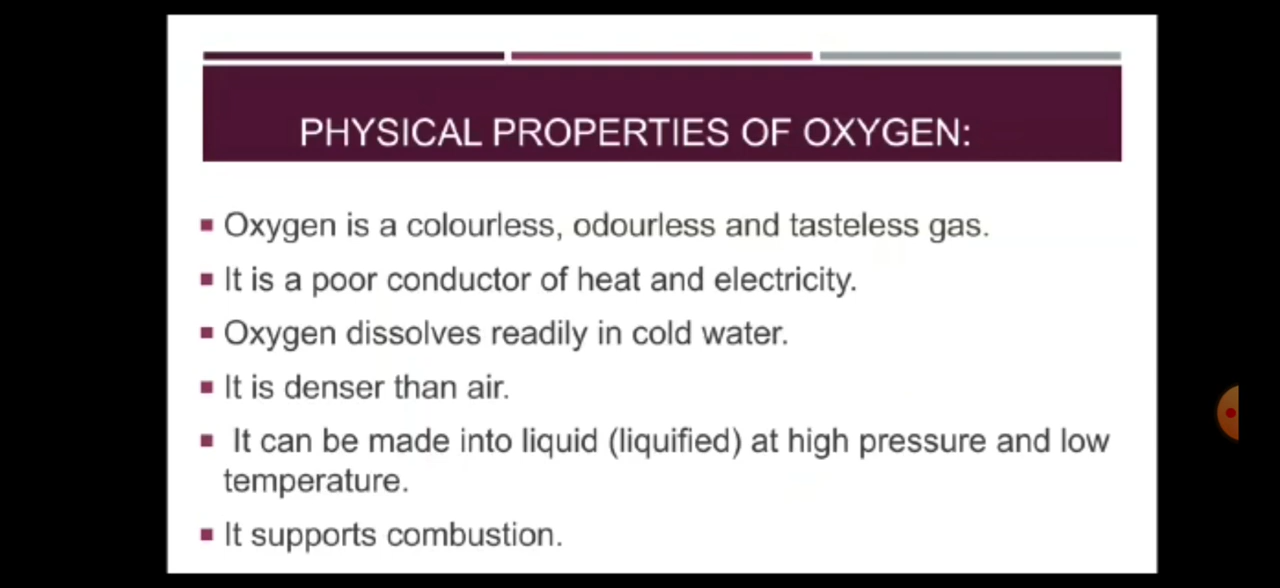 PHYSICAL PROPERTIES OF OXYGEN:
Oxygen is a colourless, odourless and tasteless gas.
It is a poor conductor of heat and electricity.
Oxygen dissolves readily in cold water.
It is denser than air.
It can be made into liquid (liquified) at high pressure and low
temperature.
It supports combustion.